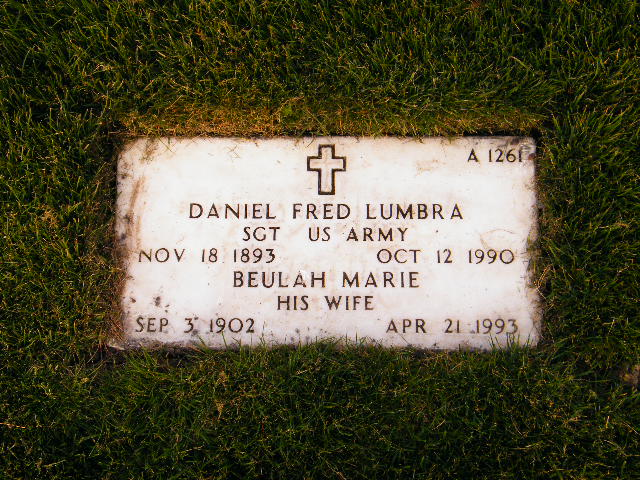 A 1261
DANIEL FRED LUMBRA
SGT US ARMY
NOV 18 1893 OCT 12 1990
BEULAH MARIE
HIS WIFE
SEP 3 1902 APR 21 1993